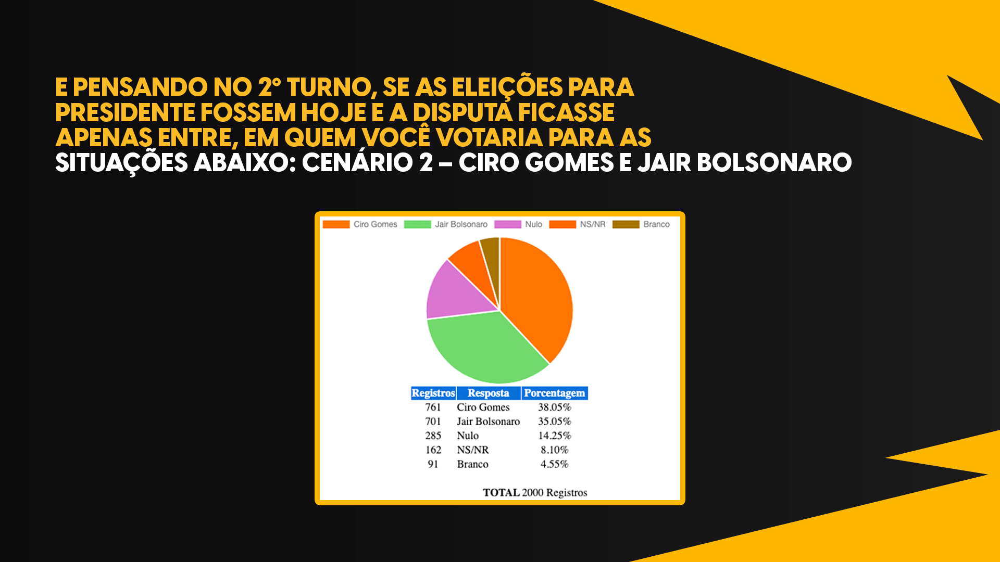 E PENSANDO NO 2º TURNO, SE AS ELEIÇÕES PARA
PRESIDENTE FOSSEM HOJE E A DISPUTA FICASSE
APENAS ENTRE, EM QUEM VOCÊ VOTARIA PARA AS
SITUAÇÕES ABAIXO: CENÁRIO 2 – CIRO GOMES E JAIR BOLSONARO
Ciro Gomes Jair Bolsonaro Nulo NS/NR Branco
Registros Resposta Porcentagem
761 Ciro Gomes 38.05%
701 Jair Bolsonaro 35.05%
285 Nulo 14.25%
162 NS/NR 8.10%
91 Branco 4.55%
TOTAL 2000 Registros